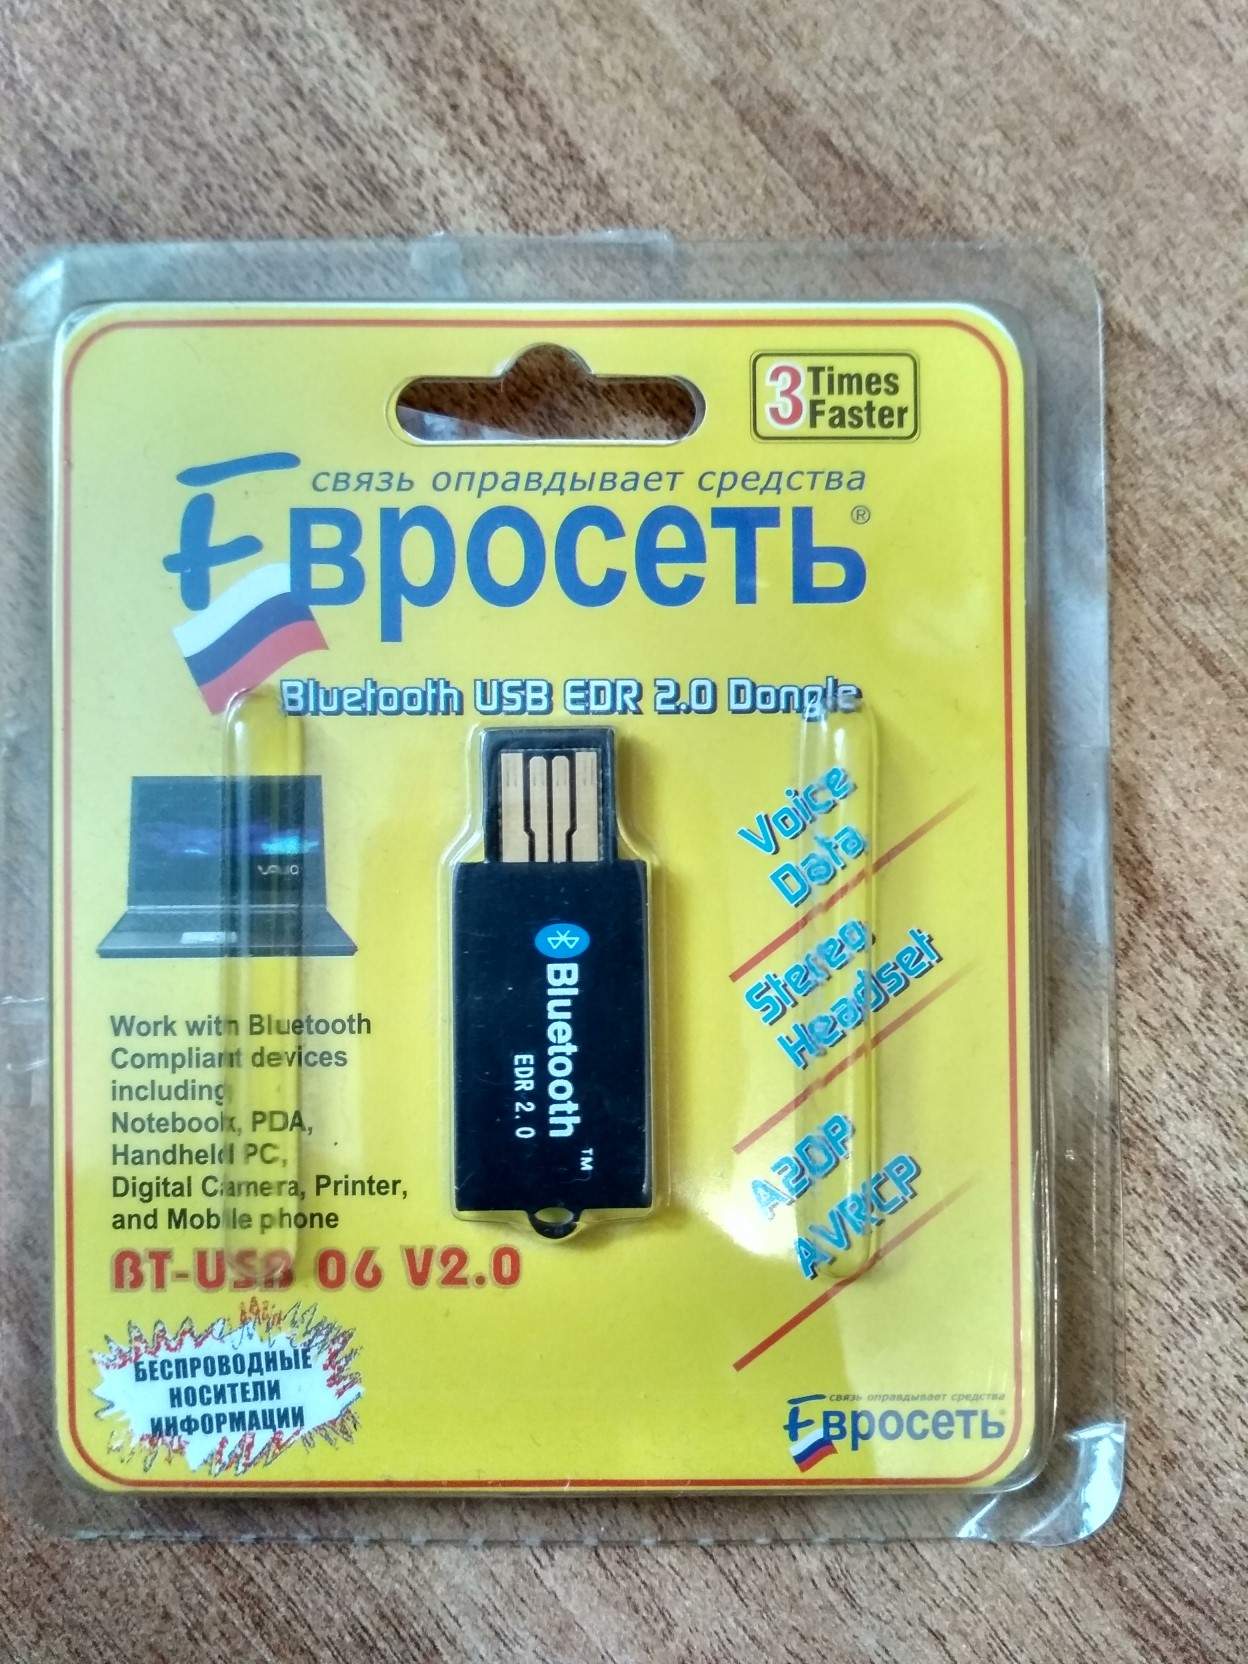 3 Times
Faster
связь оправдывает средства
Евросеть®
Bluetooth USB EDR 2.0 Dongle
VAIO
Voice
Data
Stereo
Headset
A2DP
AVRCP
Bluetooth™
EDR 2.0
Work with Bluetooth
Compliant devices
including
Notebook, PDA,
Handheld PC,
Digital Camera, Printer,
and Mobile phone
BT-USB 06 V2.0
БЕСПРОВОДНЫЕ
НОСИТЕЛИ
ИНФОРМАЦИИ
связь оправдывает средства
Евросеть